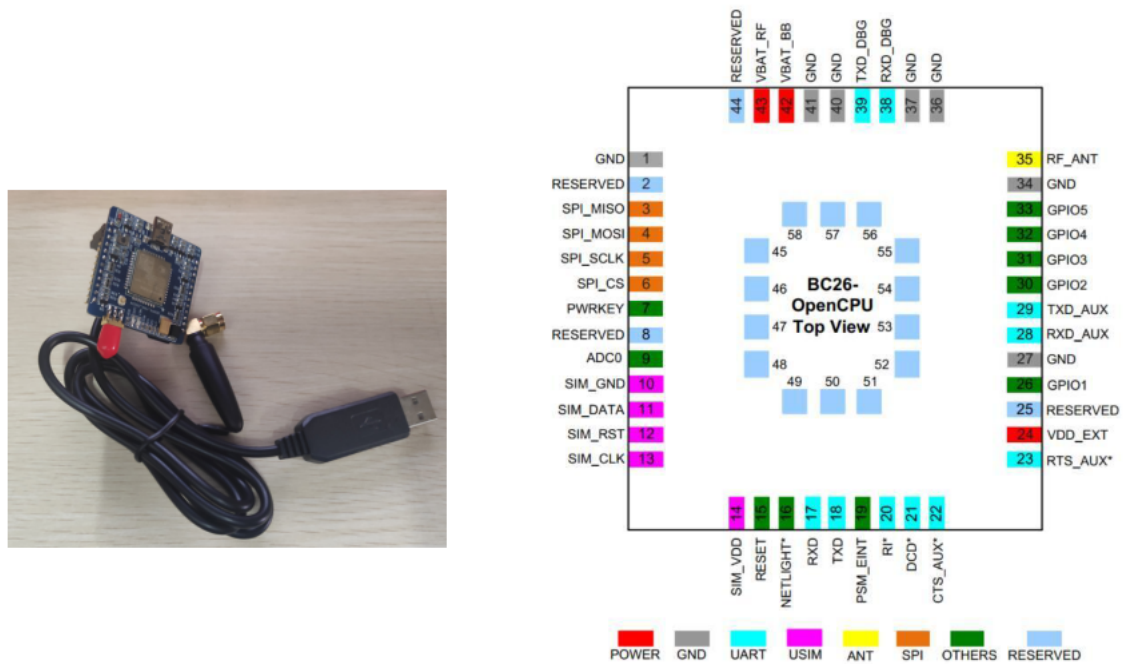 RESERVED
VBAT_RF
VBAT_BB
GND
GND
TXD_DBG
RXD_DBG
GND
GND
44 43 42 41 40 39 38 37 36
GND 1
RESERVED 2
SPI_MISO 3
SPI_MOSI 4
SPI_SCLK 5
SPI_CS 6
PWRKEY 7
RESERVED 8
ADC0 9
SIM_GND 10
SIM_DATA 11
SIM_RST 12
SIM_CLK 13
58 57 56
45 55
46 54
47 53
48 52
49 50 51
BC26-
OpenCPU
Top View
35 RF_ANT
34 GND
33 GPIO5
32 GPIO4
31 GPIO3
30 GPIO2
29 TXD_AUX
28 RXD_AUX
27 GND
26 GPIO1
25 RESERVED
24 VDD_EXT
23 RTS_AUX*
14 15 16 17 18 19 20 21 22
SIM_VDD
RESET
NETLIGHT*
RXD
TXD
PSM_EINT
RI*
DCD*
CTS_AUX*
POWER GND UART USIM ANT SPI OTHERS RESERVED